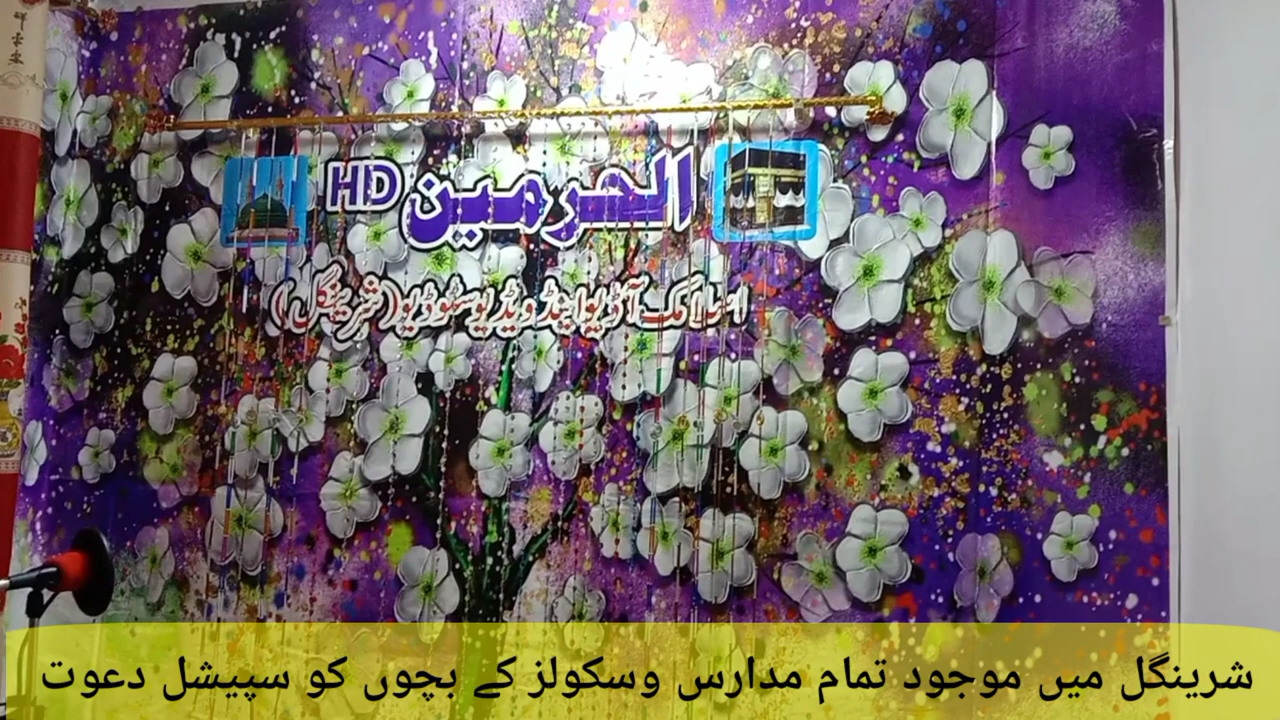 الحرمین HD
اسلامک آڈیو اینڈ ویڈیو سٹوڈیو (شرینگل)
شرینگل میں موجود تمام مدارس وسکولز کے بچوں کو سپیشل دعوت